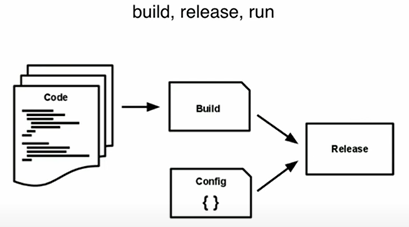 build, release, run
Code
Build
Config
{ }
Release